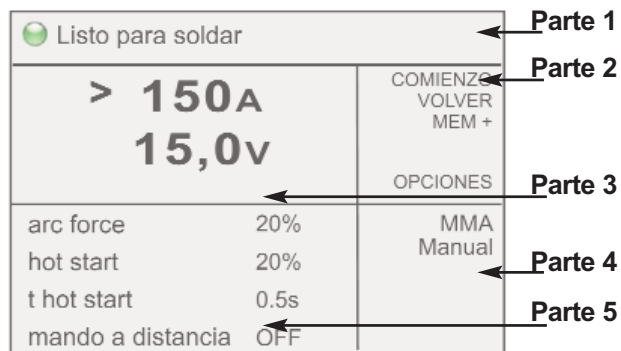 Listo para soldar
Parte 1
> 150A
15,0V
COMIENZO
VOLVER
MEM +
OPCIONES
Parte 2
Parte 3
arc force 20%
hot start 20%
t hot start 0.5s
mando a distancia OFF
MMA
Manual
Parte 4
Parte 5